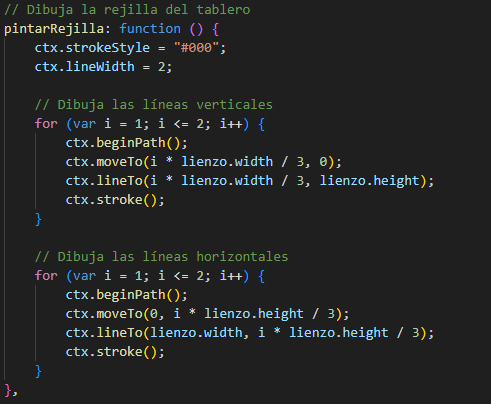 // Dibuja la rejilla del tablero
pintarRejilla: function () {
    ctx.strokeStyle = "#000";
    ctx.lineWidth = 2;

    // Dibuja las líneas verticales
    for (var i = 1; i <= 2; i++) {
        ctx.beginPath();
        ctx.moveTo(i * lienzo.width / 3, 0);
        ctx.lineTo(i * lienzo.width / 3, lienzo.height);
        ctx.stroke();
    }

    // Dibuja las líneas horizontales
    for (var i = 1; i <= 2; i++) {
        ctx.beginPath();
        ctx.moveTo(0, i * lienzo.height / 3);
        ctx.lineTo(lienzo.width, i * lienzo.height / 3);
        ctx.stroke();
    }
},